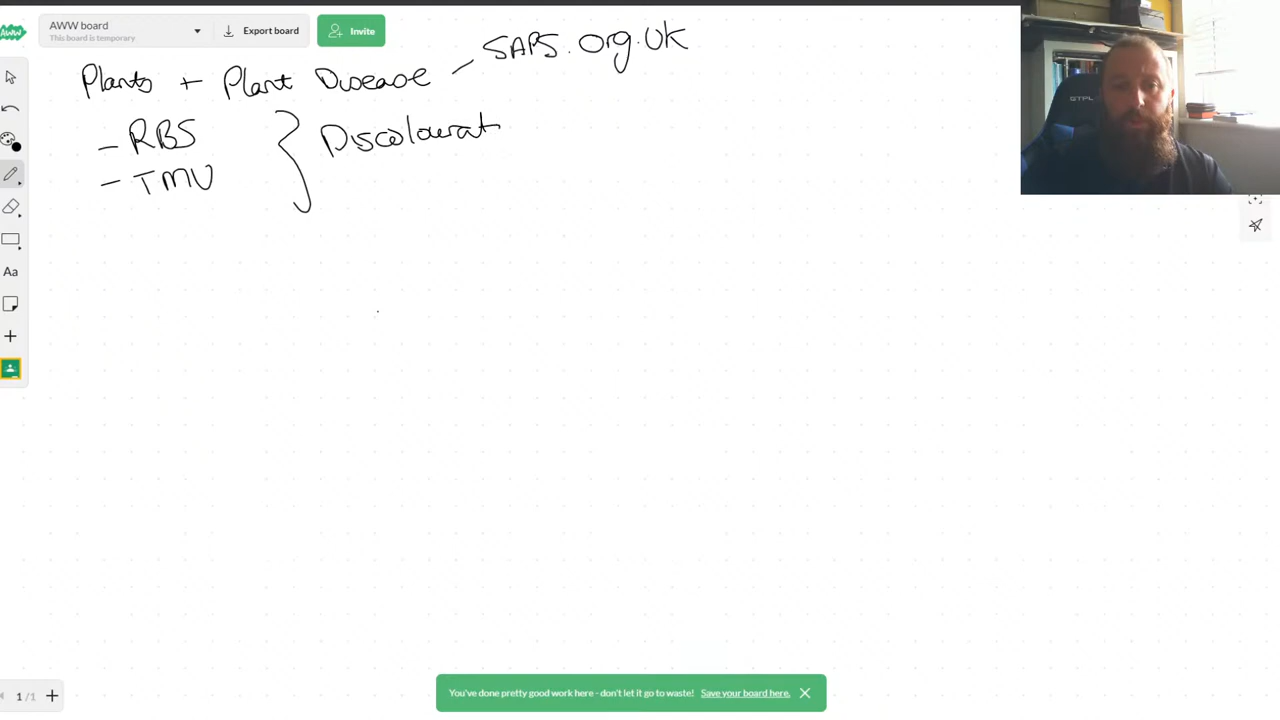 AWW
AWW board
This board is temporary
Export board
Invite
SAPS.org.uk
Plants + Plant Disease –
– RBS
– TMV
} Discolourat
Aa
1 / 1
You've done pretty good work here - don't let it go to waste! Save your board here.